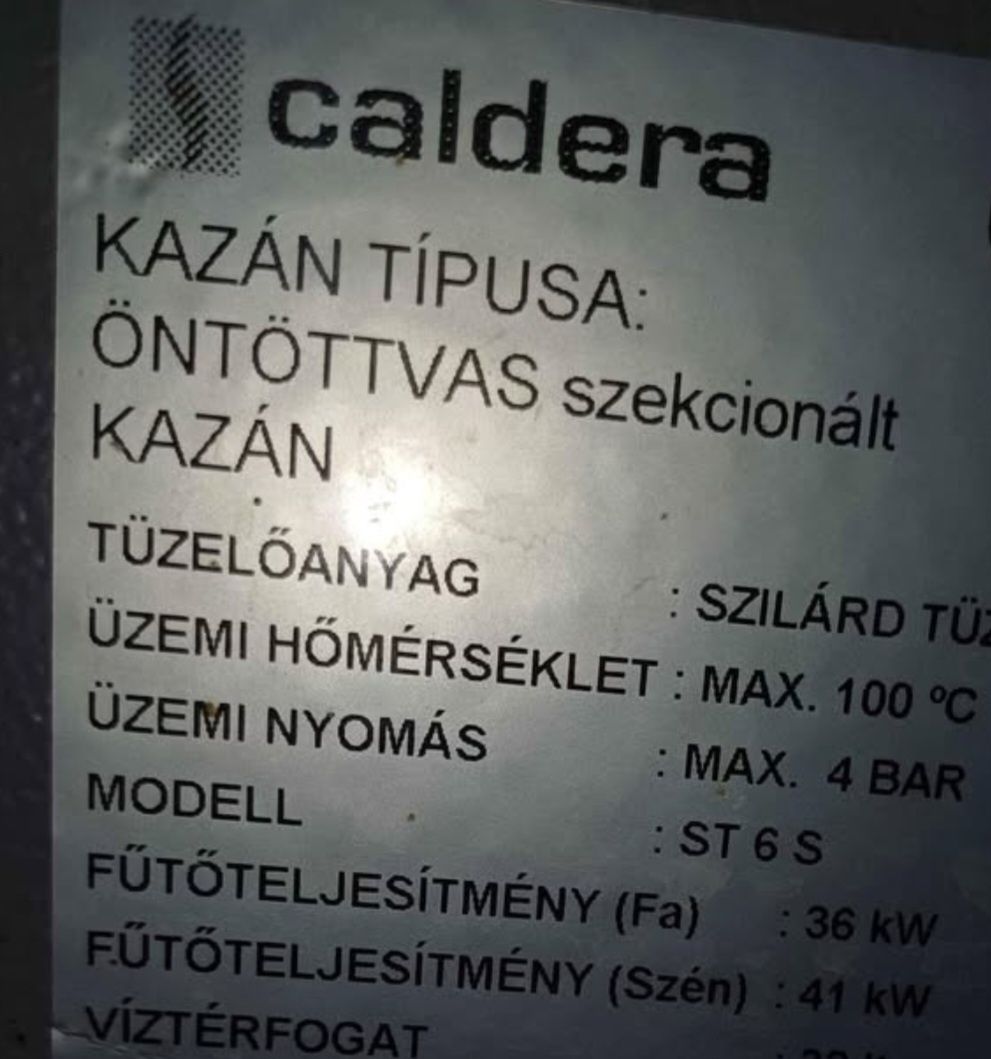 caldera
KAZÁN TÍPUSA:
ÖNTÖTTVAS szekcionált
KAZÁN
TÜZELŐANYAG : SZILÁRD
ÜZEMI HŐMÉRSÉKLET : MAX. 100 ºC
ÜZEMI NYOMÁS : MAX. 4 BAR
MODELL : ST 6 S
FŰTŐTELJESÍTMÉNY (Fa) : 36 kW
FŰTŐTELJESÍTMÉNY (Szén) : 41 kW
VÍZTÉRFOGAT